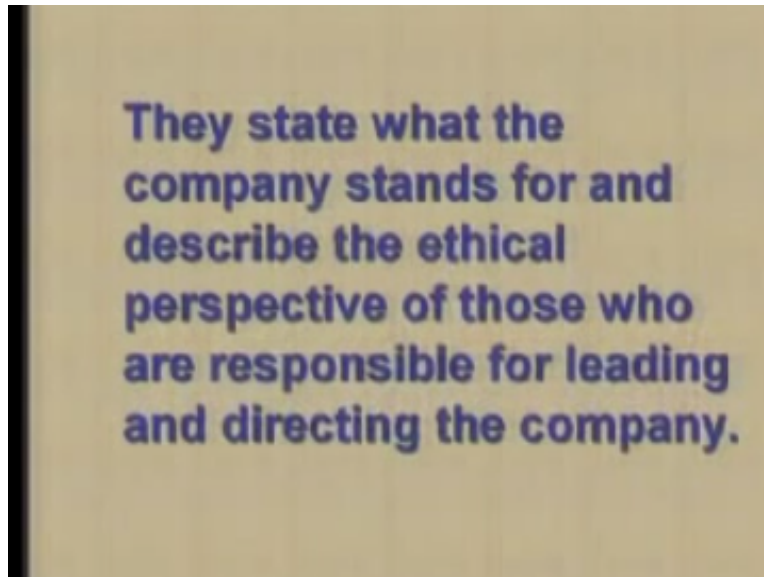 They state what the
company stands for and
describe the ethical
perspective of those who
are responsible for leading
and directing the company.